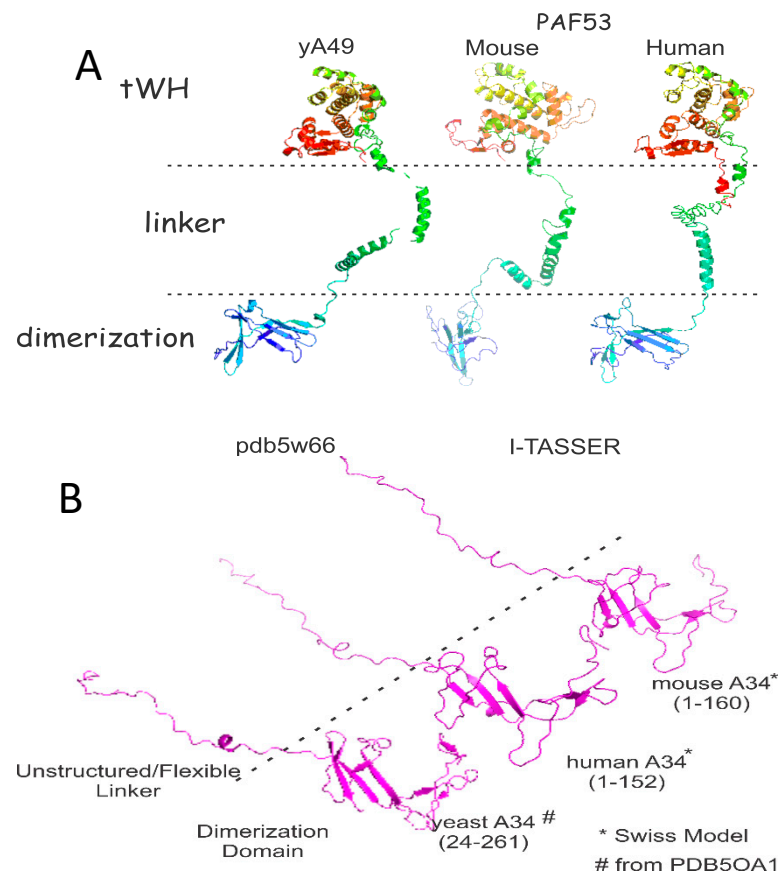 PAF53
A
yA49
Mouse
Human
tWH
linker
dimerization
pdb5w66
I-TASSER
B
mouse A34*
(1-160)
human A34*
(1-152)
Unstructured/Flexible
Linker
Dimerization
Domain
yeast A34 #
(24-261)
* Swiss Model
# from PDB5OA1